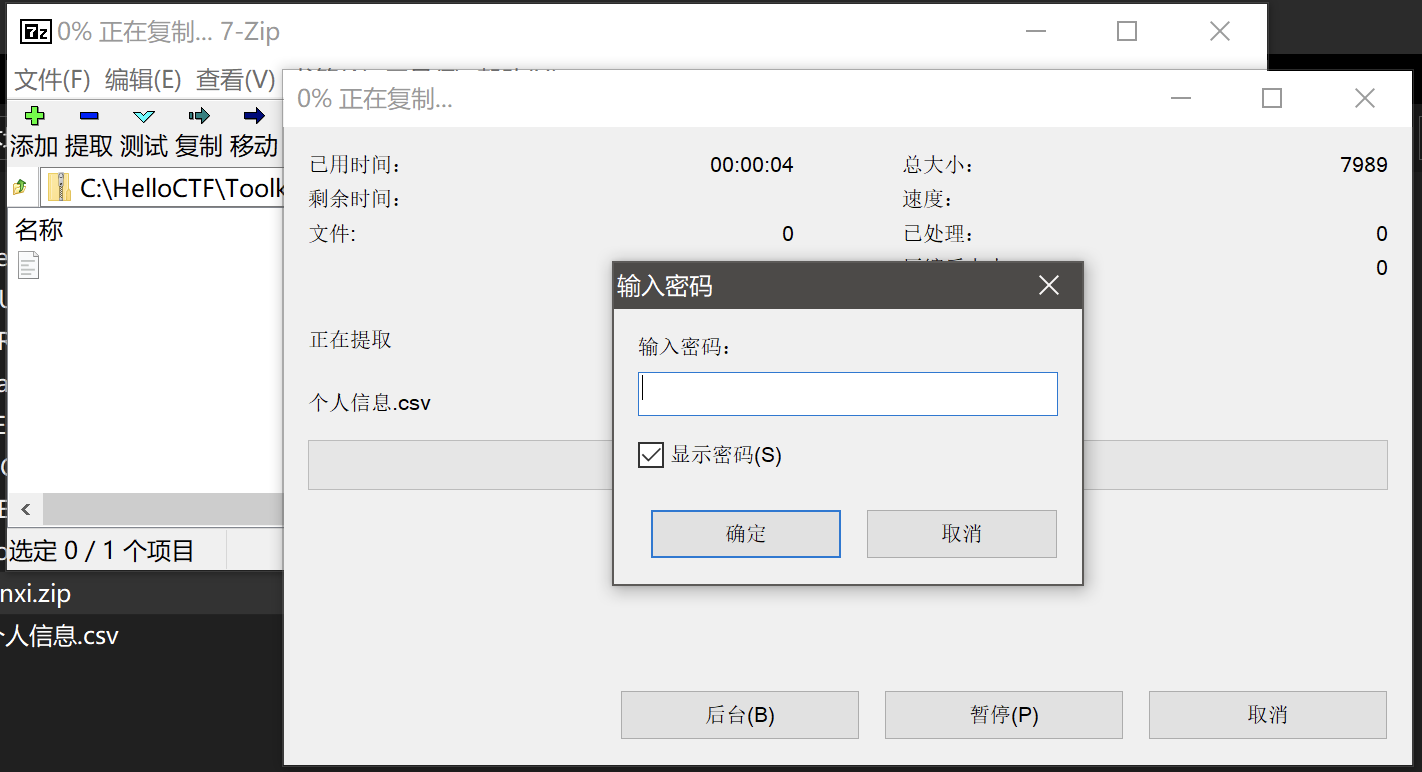 0% 正在复制... 7-Zip
文件(F) 编辑(E) 查看(V)
添加 提取 测试 复制 移动
C:\HelloCTF\Toolk
名称
选定 0 / 1 个项目
nxi.zip
个人信息.csv
0% 正在复制...
已用时间： 00:00:04 总大小： 7989
剩余时间： 速度：
文件: 0 已处理： 0
0
正在提取
个人信息.csv
输入密码
输入密码：
显示密码(S)
确定 取消
后台(B) 暂停(P) 取消